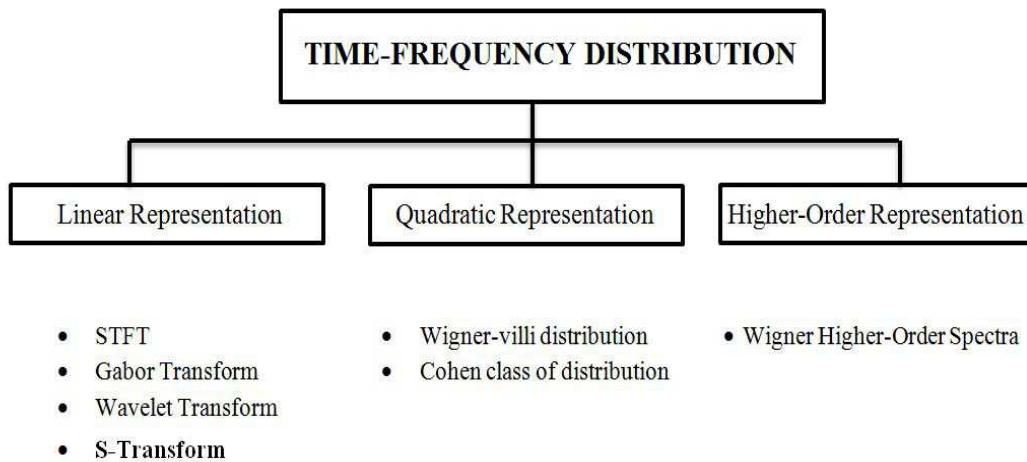 TIME-FREQUENCY DISTRIBUTION
Linear Representation
Quadratic Representation
Higher-Order Representation
• STFT
• Gabor Transform
• Wavelet Transform
• S-Transform
• Wigner-villi distribution
• Cohen class of distribution
• Wigner Higher-Order Spectra